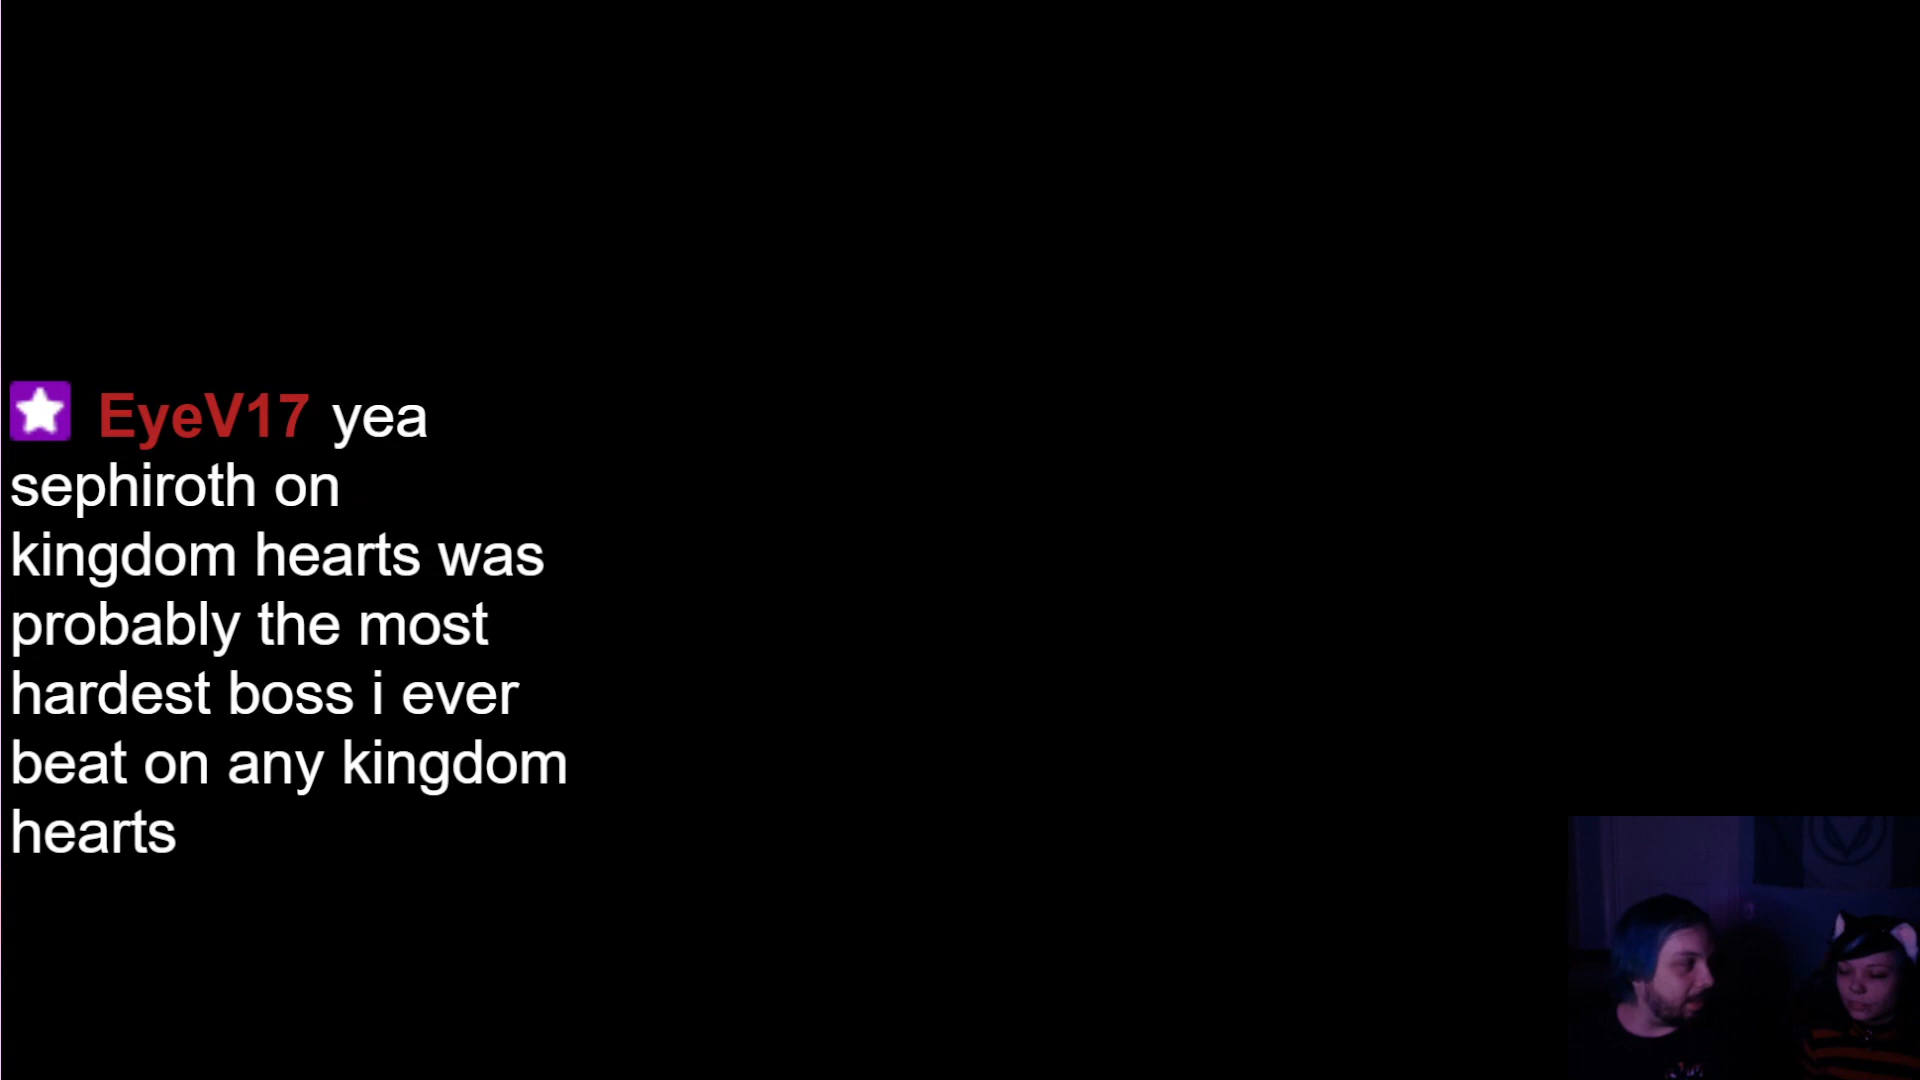 EyeV17 yea
sephiroth on
kingdom hearts was
probably the most
hardest boss i ever
beat on any kingdom
hearts